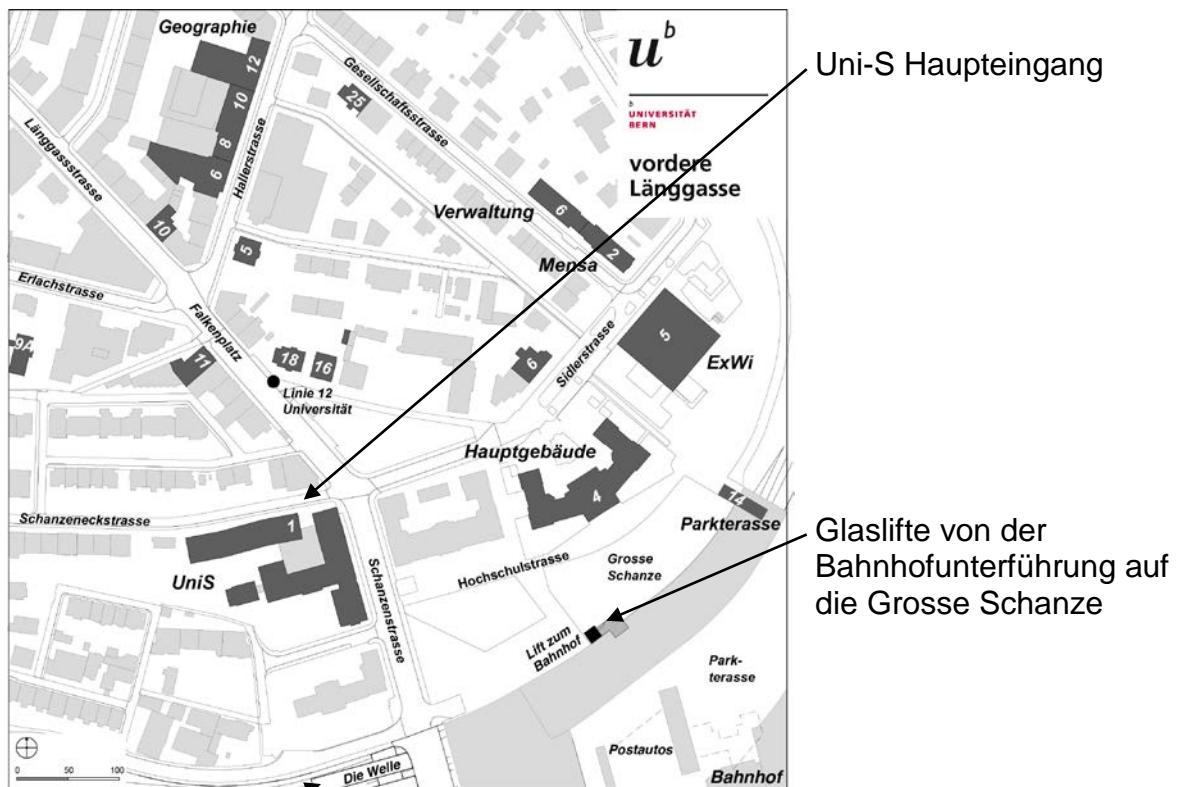 Geographie
12
10
8
6
Hallerstrasse
25
Gesellschaftsstrasse
u
b
b
UNIVERSITÄT
BERN
vordere
Länggasse
Uni-S Haupteingang
Länggassstrasse
10
5
Verwaltung
6
2
Mensa
Erlachstrasse
Falkenplatz
9A
11
18
16
Linie 12
Universität
6
Sidlerstrasse
5
ExWi
Hauptgebäude
4
14
Parkterasse
Schanzeneckstrasse
1
UniS
Schanzenstrasse
Hochschulstrasse
Grosse
Schanze
Glaslifte von der
Bahnhofunterführung auf
die Grosse Schanze
Lift zum
Bahnhof
Park-
terasse
Postautos
Die Welle
Bahnhof
0 50 100